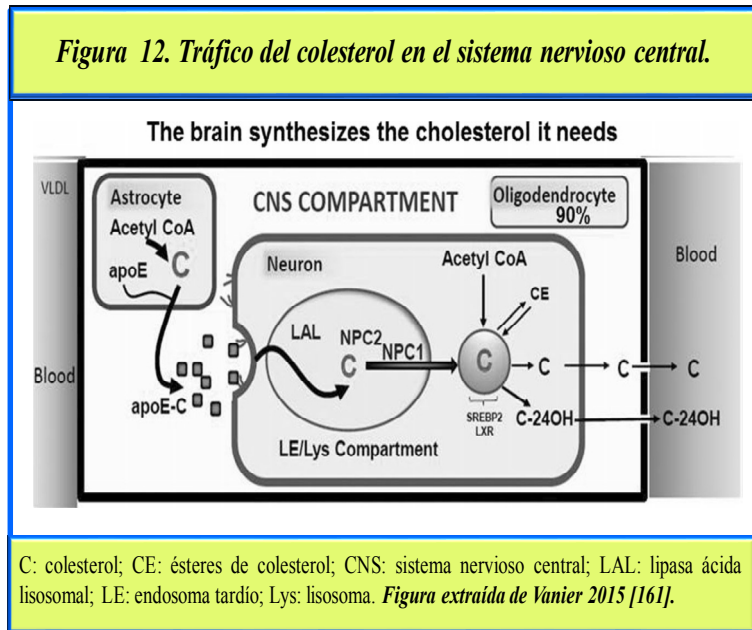 Figura 12. Tráfico del colesterol en el sistema nervioso central.
The brain synthesizes the cholesterol it needs
VLDL
Astrocyte
Acetyl CoA
C
apoE
CNS COMPARTMENT
Oligodendrocyte
90%
Blood
Blood
apoE-C
Neuron
LAL
NPC2
C
NPC1
LE/Lys Compartment
Acetyl CoA
CE
C
SREBP2
LXR
C
C
C
C-24OH
C-24OH
C: colesterol; CE: ésteres de colesterol; CNS: sistema nervioso central; LAL: lipasa ácida
lisosomal; LE: endosoma tardío; Lys: lisosoma. Figura extraída de Vanier 2015 [161].